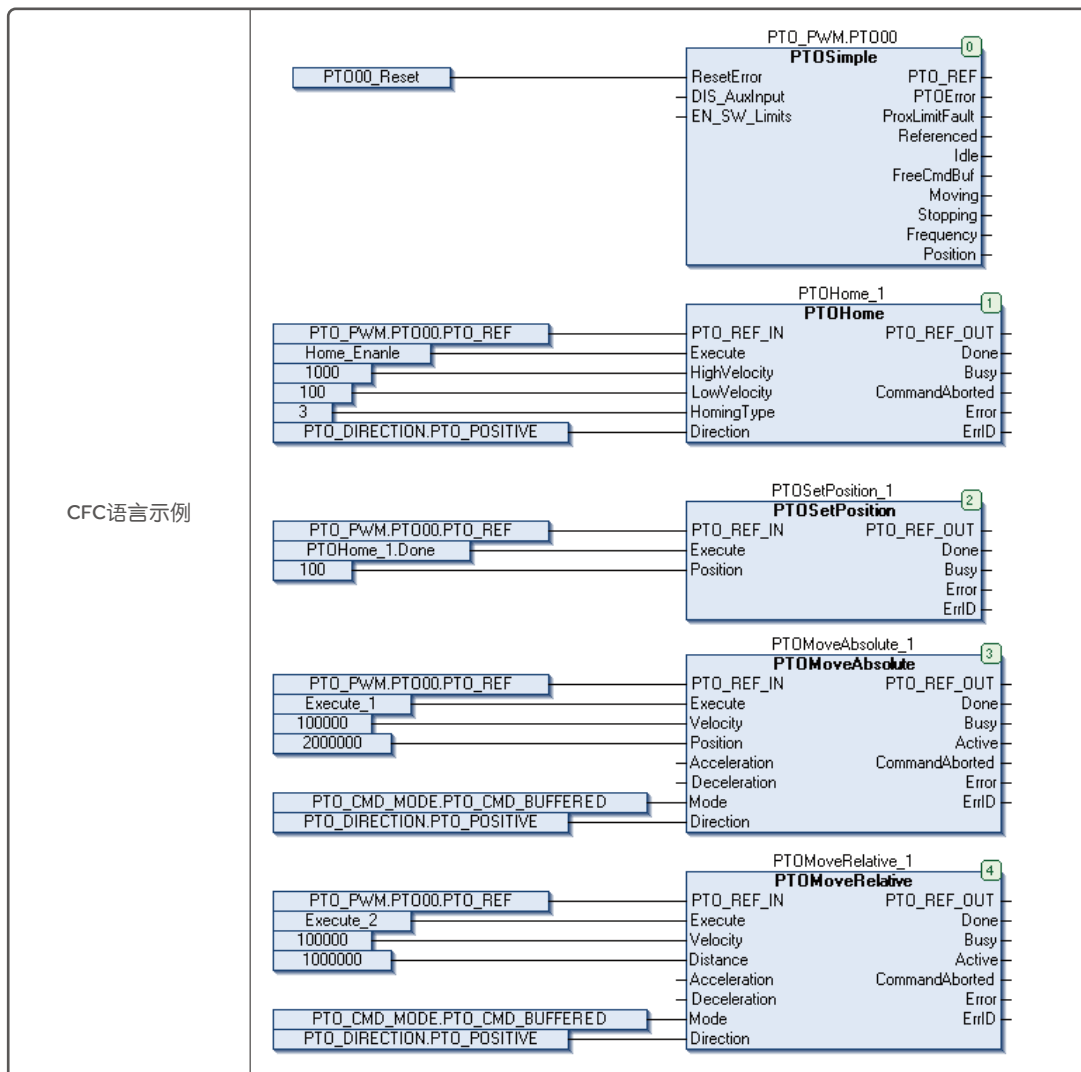 CFC语言示例
PTO_PWM.PTO00
0
PTOSimple
PTO00_Reset
ResetError PTO_REF
DIS_AuxInput PTOError
EN_SW_Limits ProxLimitFault
Referenced
Idle
FreeCmdBuf
Moving
Stopping
Frequency
Position
PTOHome_1
1
PTOHome
PTO_PWM.PTO00.PTO_REF PTO_REF_IN PTO_REF_OUT
Home_Enanle Execute Done
1000 HighVelocity Busy
100 LowVelocity CommandAborted
3 HomingType Error
PTO_DIRECTION.PTO_POSITIVE Direction ErrID
PTOSetPosition_1
2
PTOSetPosition
PTO_PWM.PTO00.PTO_REF PTO_REF_IN PTO_REF_OUT
PTOHome_1.Done Execute Done
100 Position Busy
Error
ErrID
PTOMoveAbsolute_1
3
PTOMoveAbsolute
PTO_PWM.PTO00.PTO_REF PTO_REF_IN PTO_REF_OUT
Execute_1 Execute Done
100000 Velocity Busy
2000000 Position Active
Acceleration CommandAborted
Deceleration Error
PTO_CMD_MODE.PTO_CMD_BUFFERED Mode ErrID
PTO_DIRECTION.PTO_POSITIVE Direction
PTOMoveRelative_1
4
PTOMoveRelative
PTO_PWM.PTO00.PTO_REF PTO_REF_IN PTO_REF_OUT
Execute_2 Execute Done
100000 Velocity Busy
1000000 Distance Active
Acceleration CommandAborted
Deceleration Error
PTO_CMD_MODE.PTO_CMD_BUFFERED Mode ErrID
PTO_DIRECTION.PTO_POSITIVE Direction